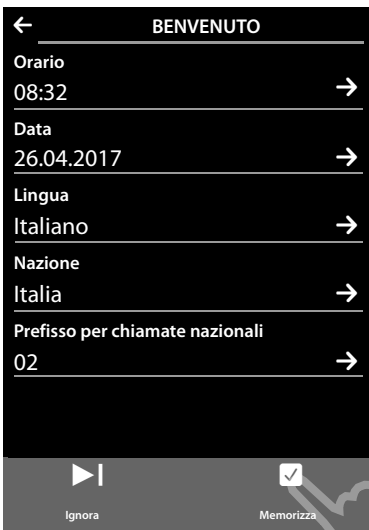 BENVENUTO
Orario
08:32
Data
26.04.2017
Lingua
Italiano
Nazione
Italia
Prefisso per chiamate nazionali
02
Ignora
Memorizza